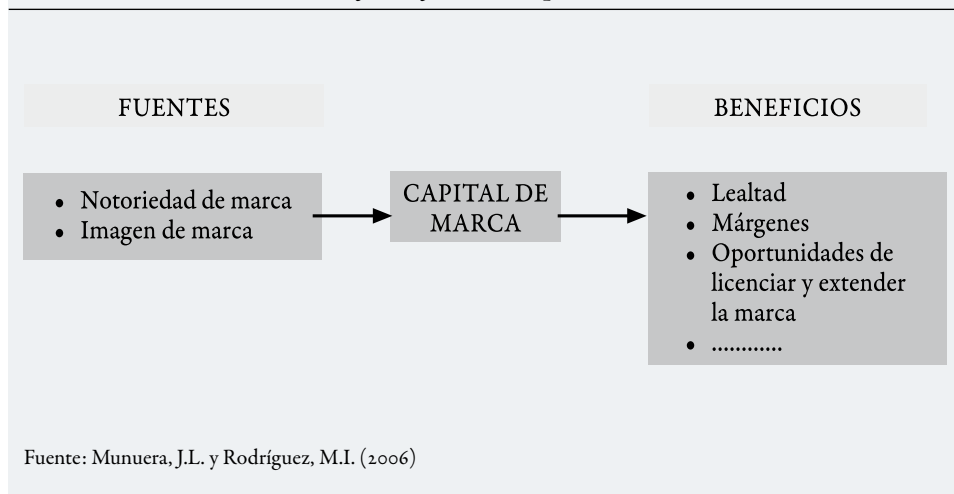 FUENTES
BENEFICIOS
• Notoriedad de marca
• Imagen de marca
CAPITAL DE
MARCA
• Lealtad
• Márgenes
• Oportunidades de
licenciar y extender
la marca
• ............
Fuente: Munuera, J.L. y Rodríguez, M.I. (2006)